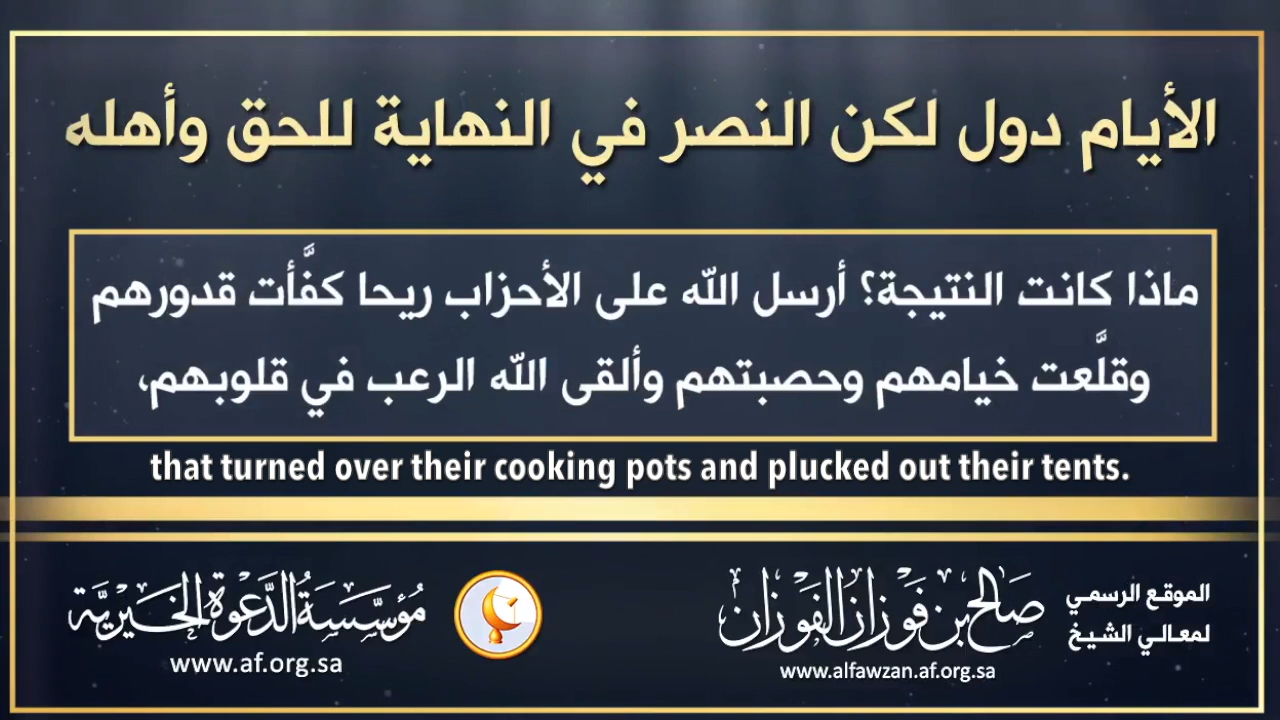 الأيام دول لكن النصر في النهاية للحق وأهله
ماذا كانت النتيجة؟ أرسل الله على الأحزاب ريحا كفَّأت قدورهم
وقلَّعت خيامهم وحصبتهم وألقى الله الرعب في قلوبهم،
that turned over their cooking pots and plucked out their tents.
الموقع الرسمي
لمعالي الشيخ
صالح بن فوزان الفوزان
www.alfawzan.af.org.sa
مؤسسة الدعوة الخيرية
www.af.org.sa